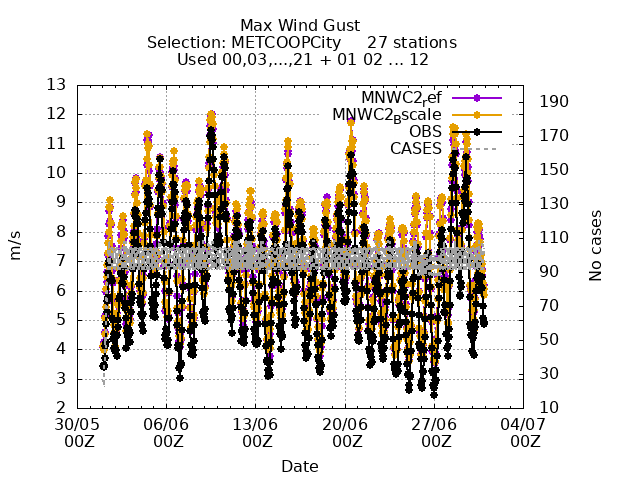 Max Wind Gust
Selection: METCOOPCity     27 stations
Used 00,03,...,21 + 01 02 ... 12
MNWC2ref
MNWC2Bscale
OBS
CASES
13
12
11
10
9
8
7
6
5
4
3
2
m/s
190
170
150
130
110
90
70
50
30
10
No cases
30/05 06/06 13/06 20/06 27/06 04/07
00Z 00Z 00Z 00Z 00Z 00Z
Date